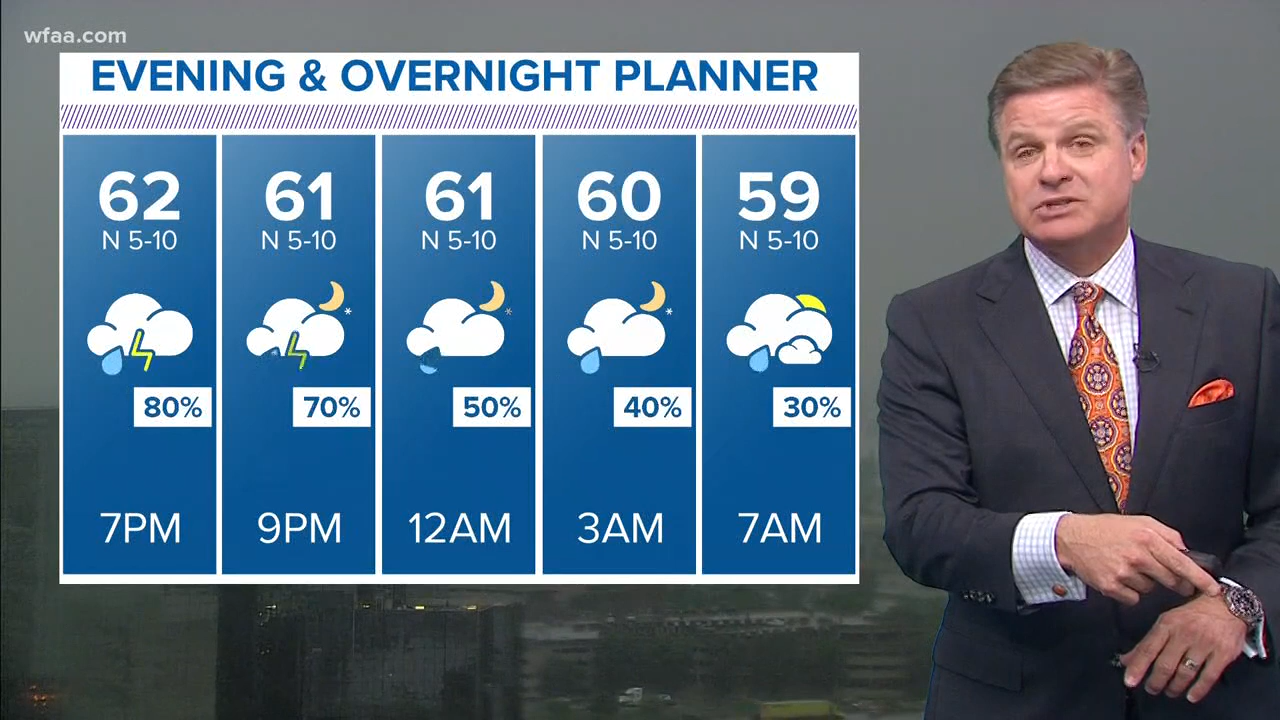 wfaa.com
EVENING & OVERNIGHT PLANNER
62 61 61 60 59
N 5-10 N 5-10 N 5-10 N 5-10 N 5-10
80% 70% 50% 40% 30%
7PM 9PM 12AM 3AM 7AM